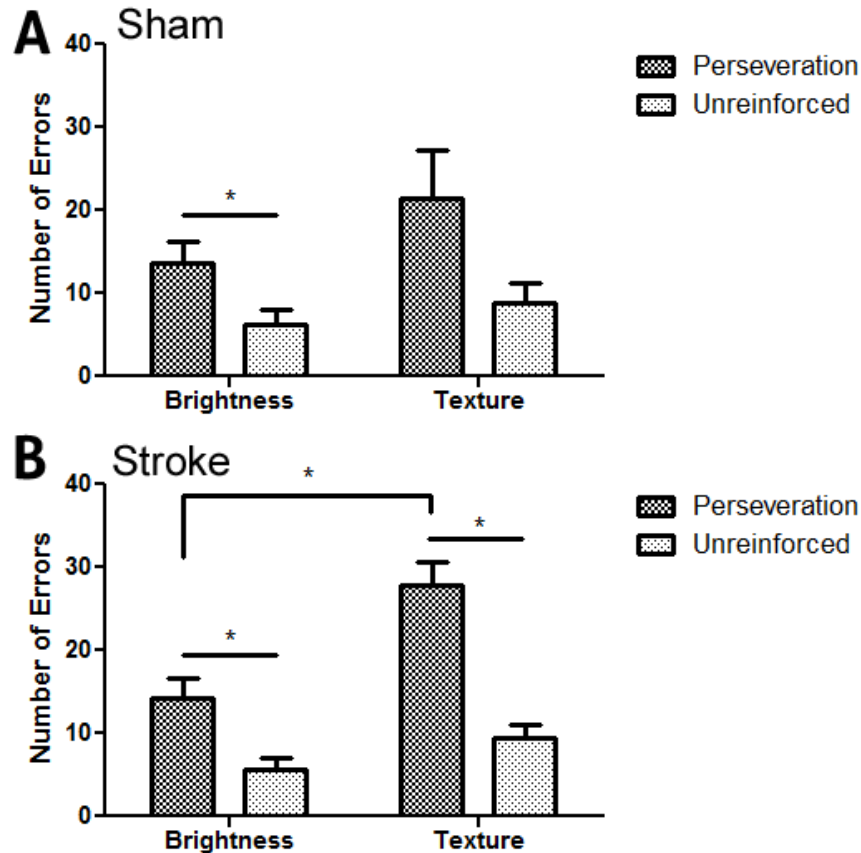 A Sham
40
30
20
10
0
Number of Errors
*
Brightness Texture
Perseveration
Unreinforced
B Stroke
40
30
20
10
0
Number of Errors
*
*
*
Brightness Texture
Perseveration
Unreinforced